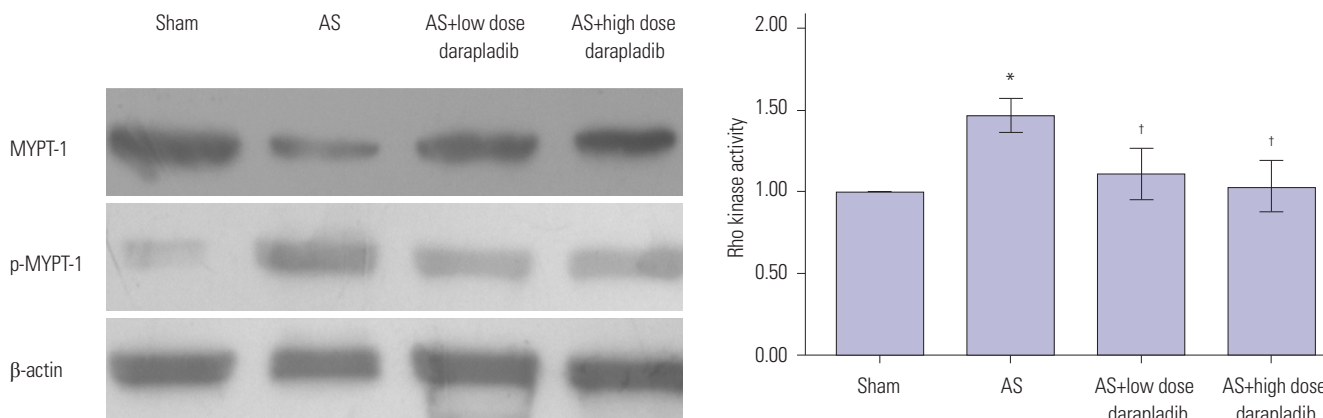 Sham AS AS+low dose AS+high dose
darapladib darapladib
MYPT-1
p-MYPT-1
β-actin
2.00
1.50
1.00
0.50
0.00
Rho kinase activity
*
†
†
Sham AS AS+low dose AS+high dose
darapladib darapladib